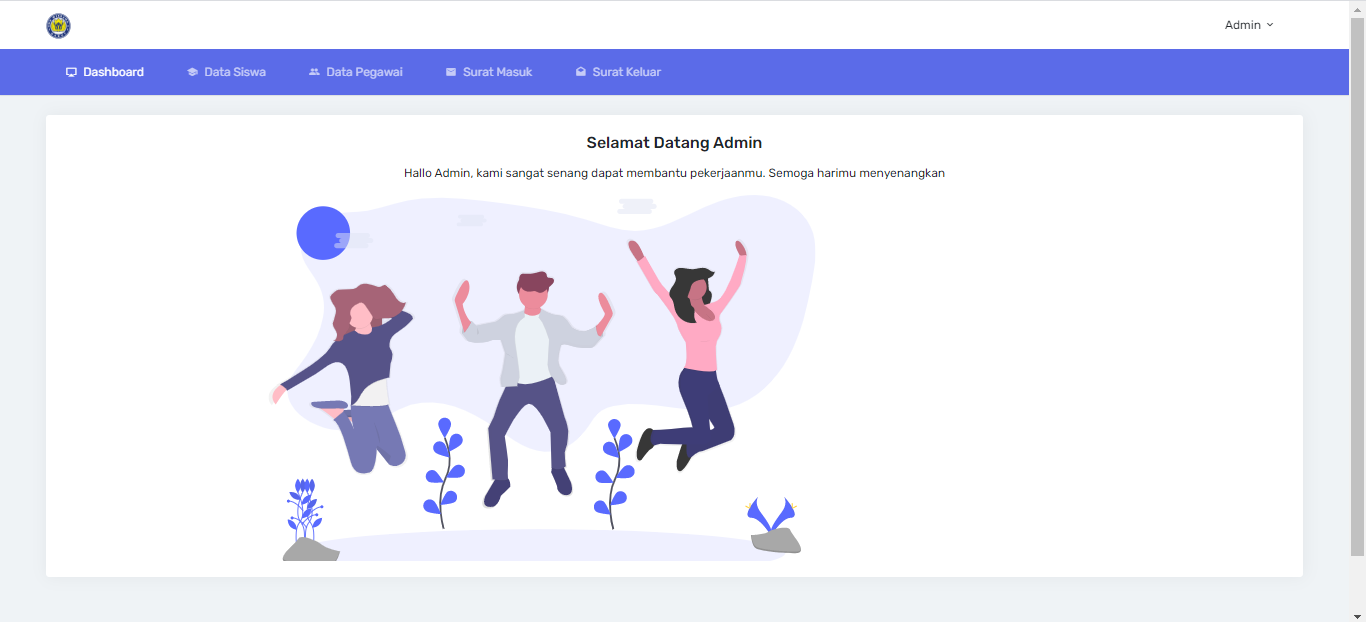 Admin
Dashboard
Data Siswa
Data Pegawai
Surat Masuk
Surat Keluar
Selamat Datang Admin
Hallo Admin, kami sangat senang dapat membantu pekerjaanmu. Semoga harimu menyenangkan